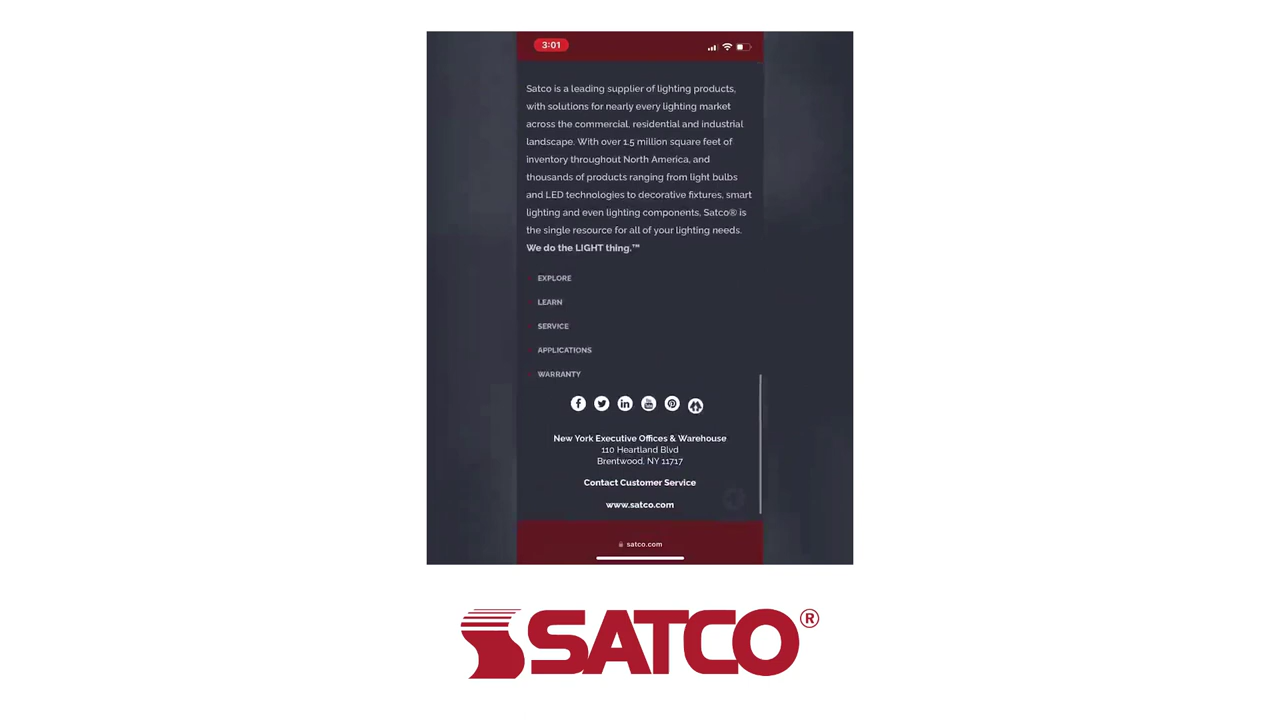 3:01
Satco is a leading supplier of lighting products,
with solutions for nearly every lighting market
across the commercial, residential and industrial
landscape. With over 1.5 million square feet of
inventory throughout North America, and
thousands of products ranging from light bulbs
and LED technologies to decorative fixtures, smart
lighting and even lighting components, Satco® is
the single resource for all of your lighting needs.
We do the LIGHT thing.™
EXPLORE
LEARN
SERVICE
APPLICATIONS
WARRANTY
New York Executive Offices & Warehouse
110 Heartland Blvd
Brentwood, NY 11717
Contact Customer Service
www.satco.com
satco.com
SATCO®